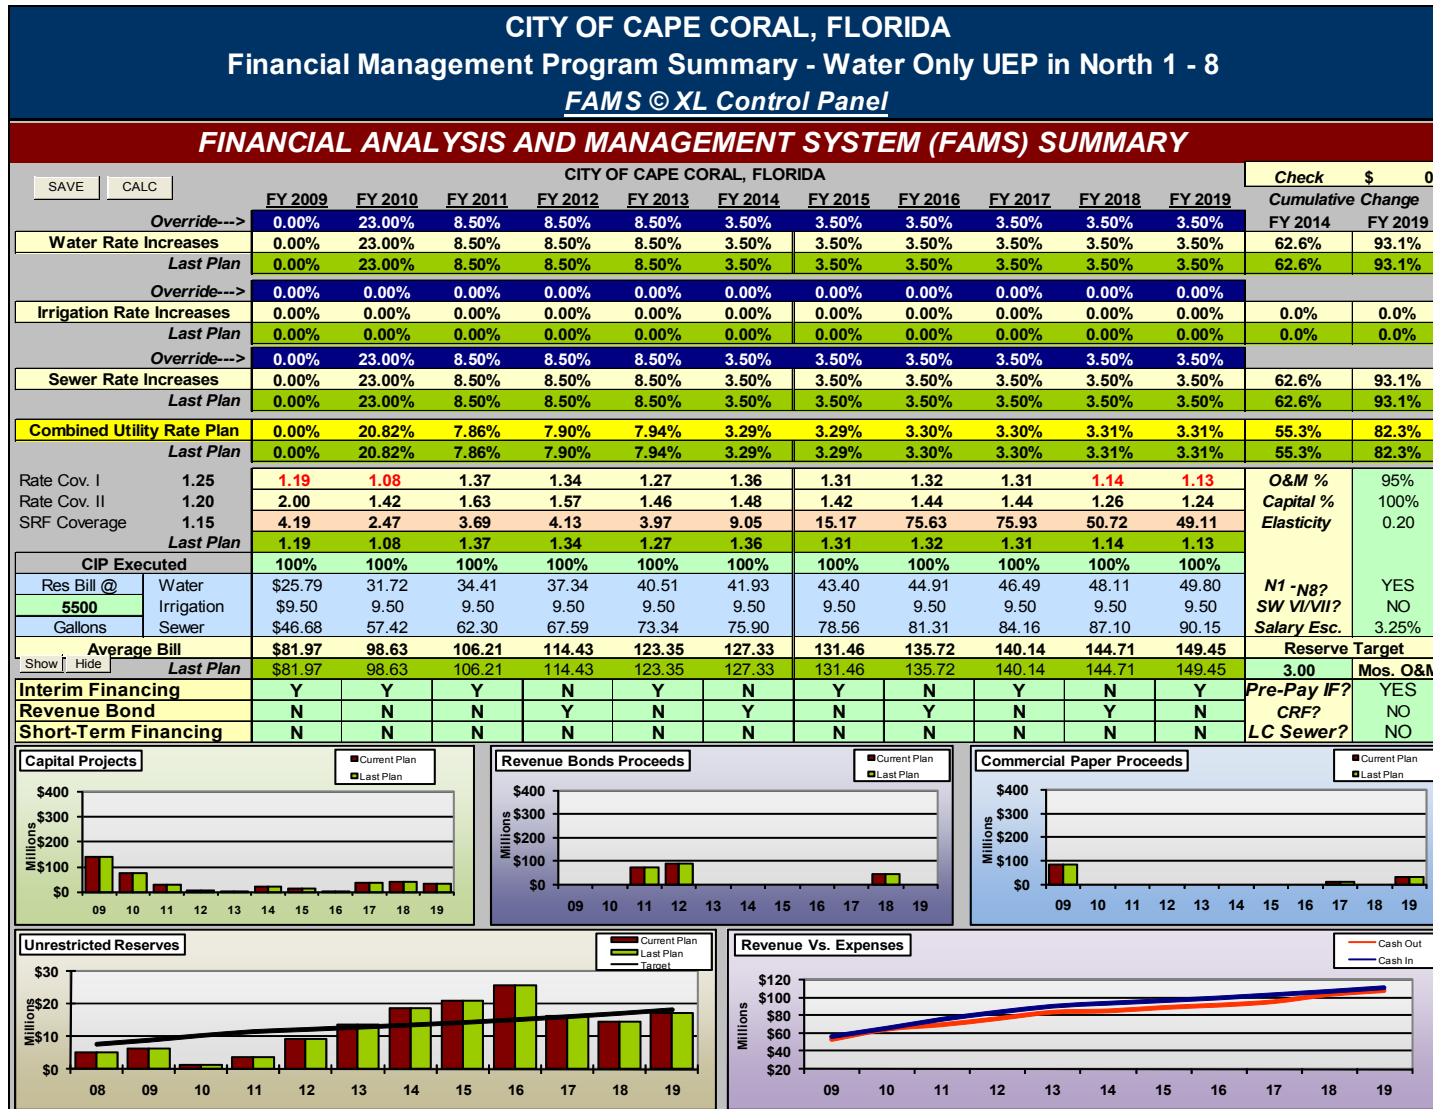 CITY OF CAPE CORAL, FLORIDA
Financial Management Program Summary - Water Only UEP in North 1 - 8
FAMS © XL Control Panel
FINANCIAL ANALYSIS AND MANAGEMENT SYSTEM (FAMS) SUMMARY
SAVE CALC CITY OF CAPE CORAL, FLORIDA Check $ 0
FY 2009 FY 2010 FY 2011 FY 2012 FY 2013 FY 2014 FY 2015 FY 2016 FY 2017 FY 2018 FY 2019 Cumulative Change
Override---> 0.00% 23.00% 8.50% 8.50% 8.50% 3.50% 3.50% 3.50% 3.50% 3.50% 3.50% FY 2014 FY 2019
Water Rate Increases 0.00% 23.00% 8.50% 8.50% 8.50% 3.50% 3.50% 3.50% 3.50% 3.50% 3.50% 62.6% 93.1%
Last Plan 0.00% 23.00% 8.50% 8.50% 8.50% 3.50% 3.50% 3.50% 3.50% 3.50% 3.50% 62.6% 93.1%
Override---> 0.00% 0.00% 0.00% 0.00% 0.00% 0.00% 0.00% 0.00% 0.00% 0.00% 0.00%
Irrigation Rate Increases 0.00% 0.00% 0.00% 0.00% 0.00% 0.00% 0.00% 0.00% 0.00% 0.00% 0.00% 0.0% 0.0%
Last Plan 0.00% 0.00% 0.00% 0.00% 0.00% 0.00% 0.00% 0.00% 0.00% 0.00% 0.00% 0.0% 0.0%
Override---> 0.00% 23.00% 8.50% 8.50% 8.50% 3.50% 3.50% 3.50% 3.50% 3.50% 3.50%
Sewer Rate Increases 0.00% 23.00% 8.50% 8.50% 8.50% 3.50% 3.50% 3.50% 3.50% 3.50% 3.50% 62.6% 93.1%
Last Plan 0.00% 23.00% 8.50% 8.50% 8.50% 3.50% 3.50% 3.50% 3.50% 3.50% 3.50% 62.6% 93.1%
Combined Utility Rate Plan 0.00% 20.82% 7.86% 7.90% 7.94% 3.29% 3.29% 3.30% 3.30% 3.31% 3.31% 55.3% 82.3%
Last Plan 0.00% 20.82% 7.86% 7.90% 7.94% 3.29% 3.29% 3.30% 3.30% 3.31% 3.31% 55.3% 82.3%
Rate Cov. I 1.25 1.19 1.08 1.37 1.34 1.27 1.36 1.31 1.32 1.31 1.14 1.13 O&M % 95%
Rate Cov. II 1.20 2.00 1.42 1.63 1.57 1.46 1.48 1.42 1.44 1.44 1.26 1.24 Capital % 100%
SRF Coverage 1.15 4.19 2.47 3.69 4.13 3.97 9.05 15.17 75.63 75.93 50.72 49.11 Elasticity 0.20
Last Plan 1.19 1.08 1.37 1.34 1.27 1.36 1.31 1.32 1.31 1.14 1.13
CIP Executed 100% 100% 100% 100% 100% 100% 100% 100% 100% 100% 100%
Res Bill @ Water $25.79 31.72 34.41 37.34 40.51 41.93 43.40 44.91 46.49 48.11 49.80 N1 -N8? YES
5500 Irrigation $9.50 9.50 9.50 9.50 9.50 9.50 9.50 9.50 9.50 9.50 9.50 SW VI/VII? NO
Gallons Sewer $46.68 57.42 62.30 67.59 73.34 75.90 78.56 81.31 84.16 87.10 90.15 Salary Esc. 3.25%
Average Bill $81.97 98.63 106.21 114.43 123.35 127.33 131.46 135.72 140.14 144.71 149.45 Reserve Target
Show Hide Last Plan $81.97 98.63 106.21 114.43 123.35 127.33 131.46 135.72 140.14 144.71 149.45 3.00 Mos. O&M
Interim Financing Y Y Y N Y N Y N Y N Y Pre-Pay IF? YES
Revenue Bond N N N Y N Y N Y N Y N CRF? NO
Short-Term Financing N N N N N N N N N N N LC Sewer? NO
Capital Projects
Current Plan
Last Plan
Millions
$400
$300
$200
$100
$0
09 10 11 12 13 14 15 16 17 18 19
Revenue Bonds Proceeds
Current Plan
Last Plan
Millions
$400
$300
$200
$100
$0
09 10 11 12 13 14 15 16 17 18 19
Commercial Paper Proceeds
Current Plan
Last Plan
Millions
$400
$300
$200
$100
$0
09 10 11 12 13 14 15 16 17 18 19
Unrestricted Reserves
Current Plan
Last Plan
Target
Millions
$30
$20
$10
$0
08 09 10 11 12 13 14 15 16 17 18 19
Revenue Vs. Expenses
Cash Out
Cash In
Millions
$120
$100
$80
$60
$40
$20
09 10 11 12 13 14 15 16 17 18 19